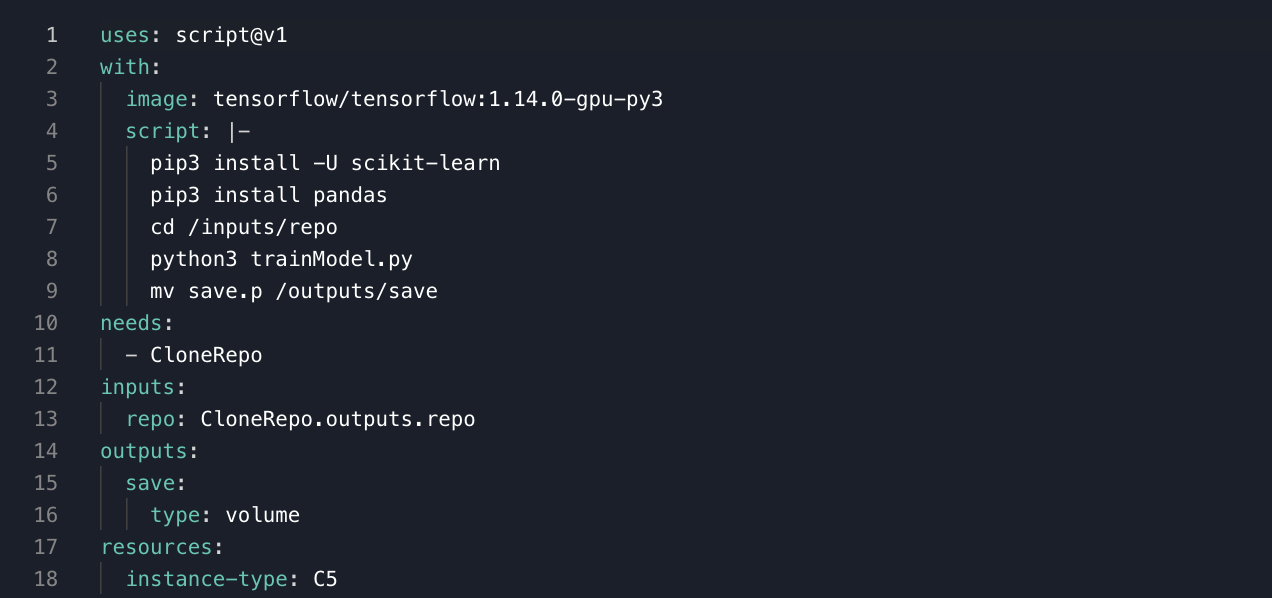 1 uses: script@v1
2 with:
3 image: tensorflow/tensorflow:1.14.0-gpu-py3
4 script: |-
5 pip3 install -U scikit-learn
6 pip3 install pandas
7 cd /inputs/repo
8 python3 trainModel.py
9 mv save.p /outputs/save
10 needs:
11 - CloneRepo
12 inputs:
13 repo: CloneRepo.outputs.repo
14 outputs:
15 save:
16 type: volume
17 resources:
18 instance-type: C5